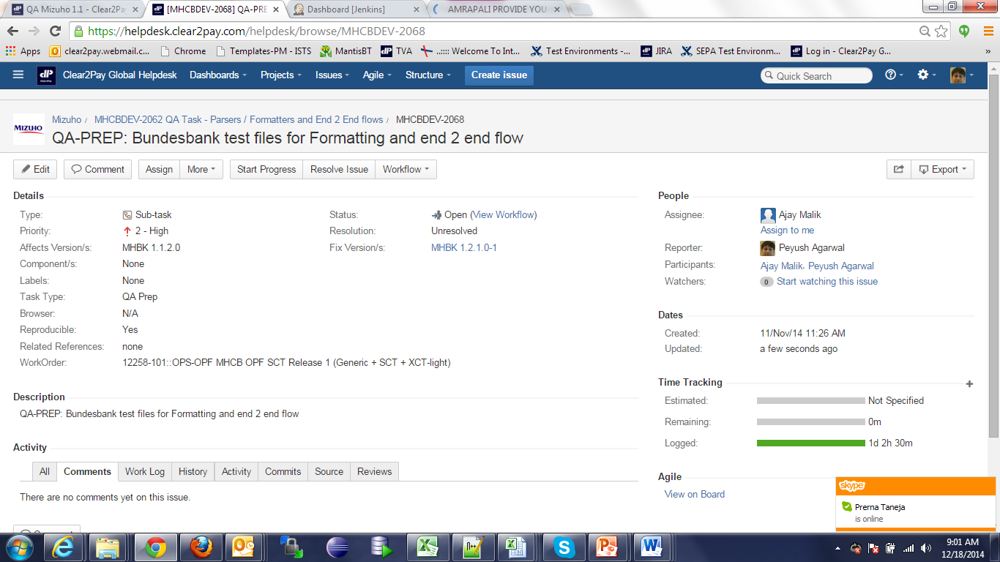 QA Mizuho 1.1 - Clear2Pa
[MHCBDEV-2068] QA-PRE
Dashboard [Jenkins]
AMRAPALI PROVIDE YOU
https://helpdesk.clear2pay.com/helpdesk/browse/MHCBDEV-2068
Apps clear2pay.webmail.c... Chrome Templates-PM - ISTS MantisBT TVA ..:::: Welcome To Int... Test Environments -... JIRA SEPA Test Environm... Log in - Clear2Pay G... »
Clear2Pay Global Helpdesk Dashboards Projects Issues Agile Structure Create issue Quick Search
MIZUHO
Mizuho / MHCBDEV-2062 QA Task - Parsers / Formatters and End 2 End flows / MHCBDEV-2068
QA-PREP: Bundesbank test files for Formatting and end 2 end flow
Edit Comment Assign More Start Progress Resolve Issue Workflow Export
Details
Type: Sub-task Status: Open (View Workflow)
Priority: 2 - High Resolution: Unresolved
Affects Version/s: MHBK 1.1.2.0 Fix Version/s: MHBK 1.2.1.0-1
Component/s: None
Labels: None
Task Type: QA Prep
Browser: N/A
Reproducible: Yes
Related References: none
WorkOrder: 12258-101::OPS-OPF MHCB OPF SCT Release 1 (Generic + SCT + XCT-light)
Description
QA-PREP: Bundesbank test files for Formatting and end 2 end flow
Activity
All Comments Work Log History Activity Commits Source Reviews
There are no comments yet on this issue.
People
Assignee: Ajay Malik
Assign to me
Reporter: Peyush Agarwal
Participants: Ajay Malik, Peyush Agarwal
Watchers: 0 Start watching this issue
Dates
Created: 11/Nov/14 11:26 AM
Updated: a few seconds ago
Time Tracking
Estimated: Not Specified
Remaining: 0m
Logged: 1d 2h 30m
Agile
View on Board
skype
Prerna Taneja
is online
9:01 AM
12/18/2014